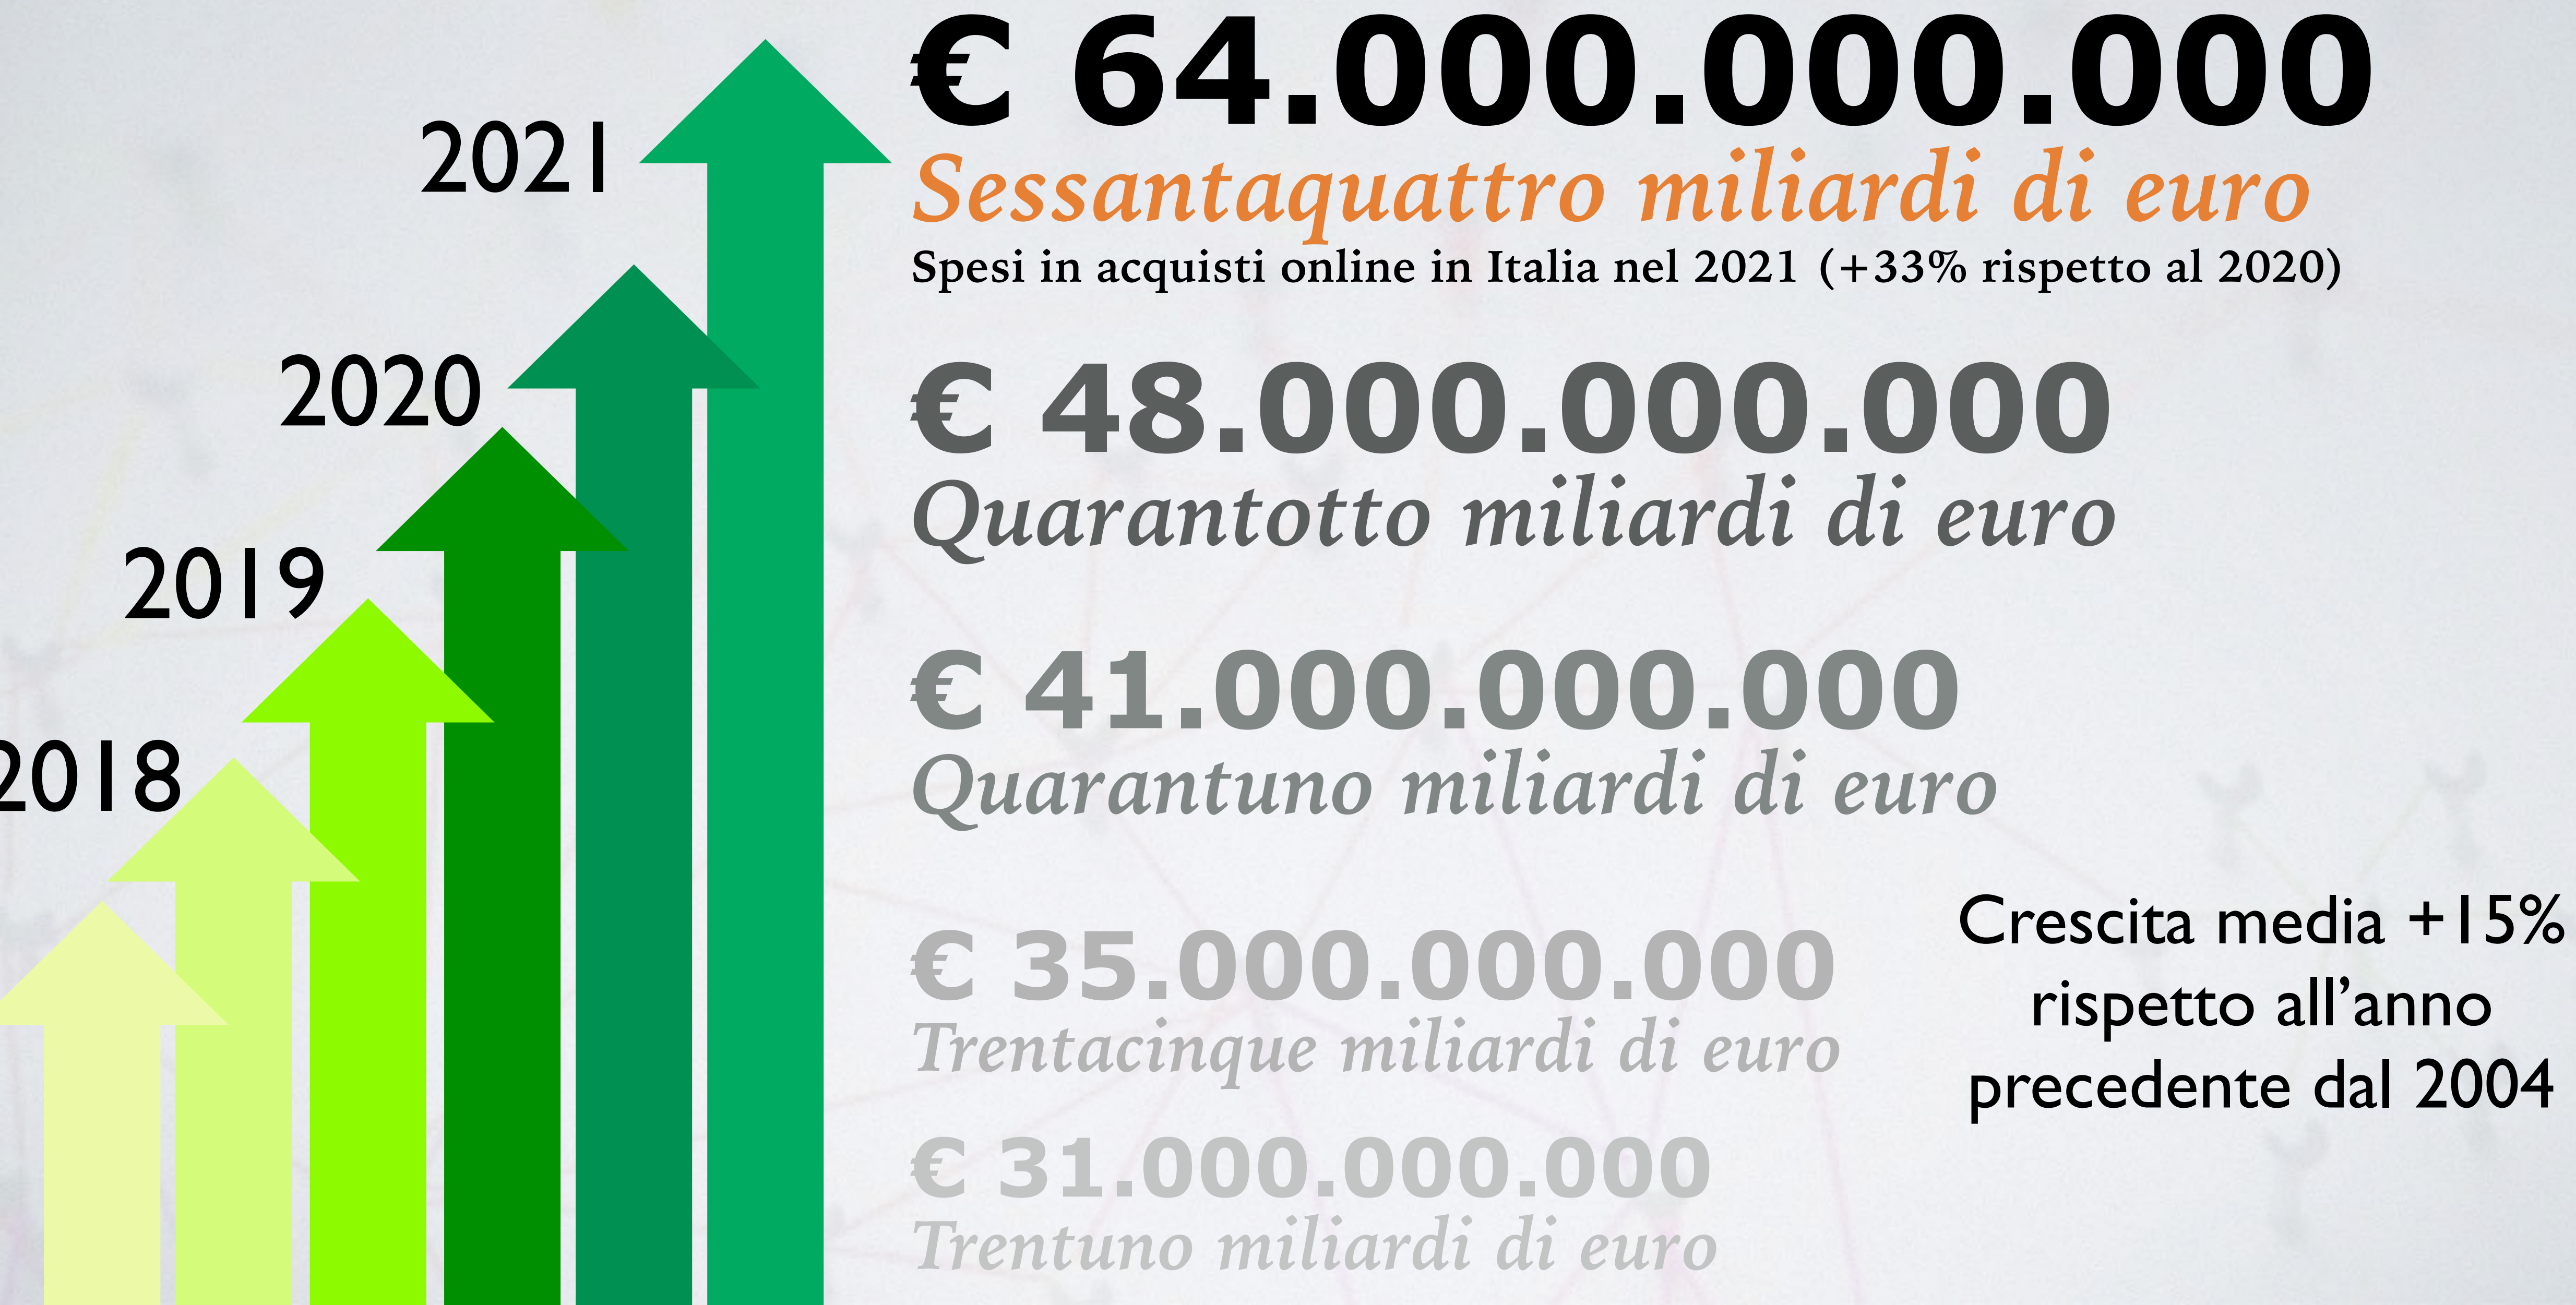 2021
€ 64.000.000.000
Sessantaquattro miliardi di euro
Spesi in acquisti online in Italia nel 2021 (+33% rispetto al 2020)
2020
€ 48.000.000.000
Quarantotto miliardi di euro
2019
€ 41.000.000.000
Quarantuno miliardi di euro
2018
€ 35.000.000.000
Trentacinque miliardi di euro
€ 31.000.000.000
Trentuno miliardi di euro
Crescita media +15%
rispetto all’anno
precedente dal 2004